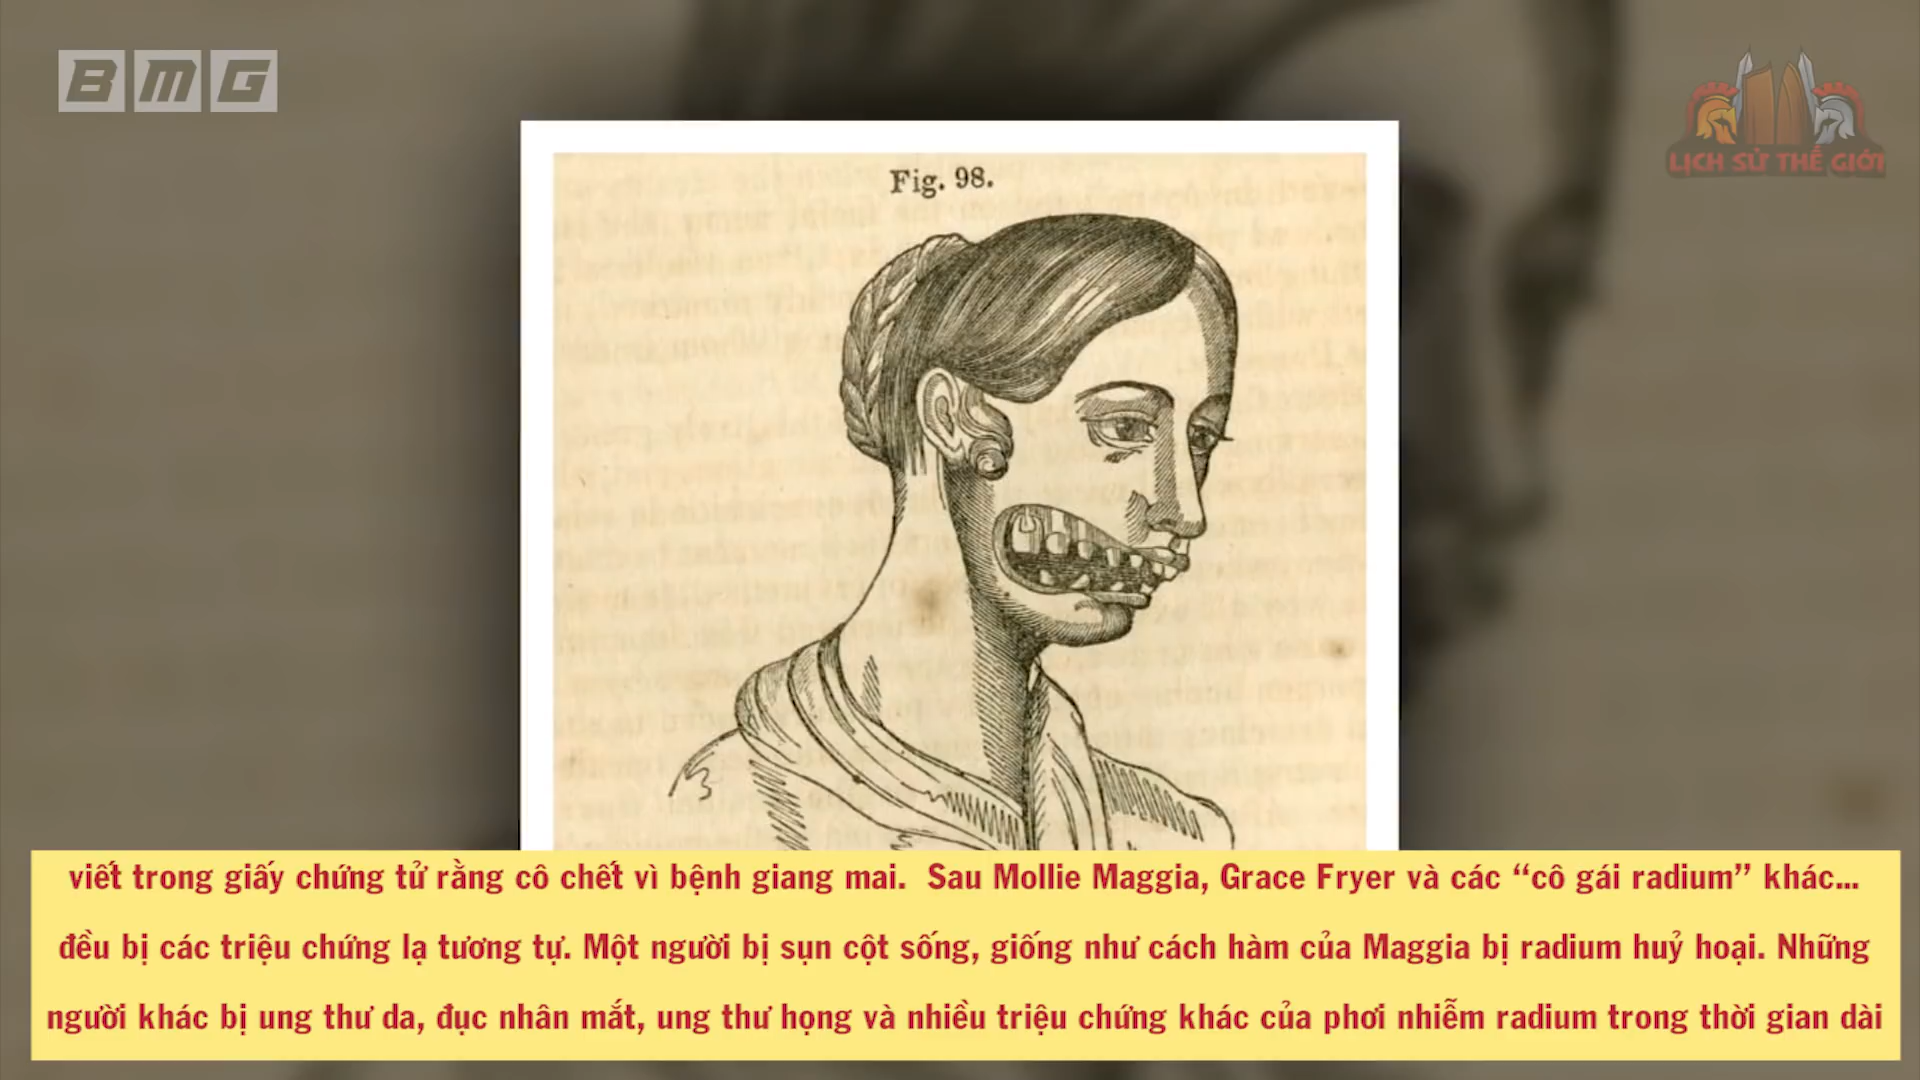 BMG
LỊCH SỬ THẾ GIỚI
Fig. 98.
viết trong giấy chứng tử rằng cô chết vì bệnh giang mai. Sau Mollie Maggia, Grace Fryer và các “cô gái radium” khác...
đều bị các triệu chứng lạ tương tự. Một người bị sụn cột sống, giống như cách hàm của Maggia bị radium huỷ hoại. Những
người khác bị ung thư da, đục nhân mắt, ung thư họng và nhiều triệu chứng khác của phơi nhiễm radium trong thời gian dài